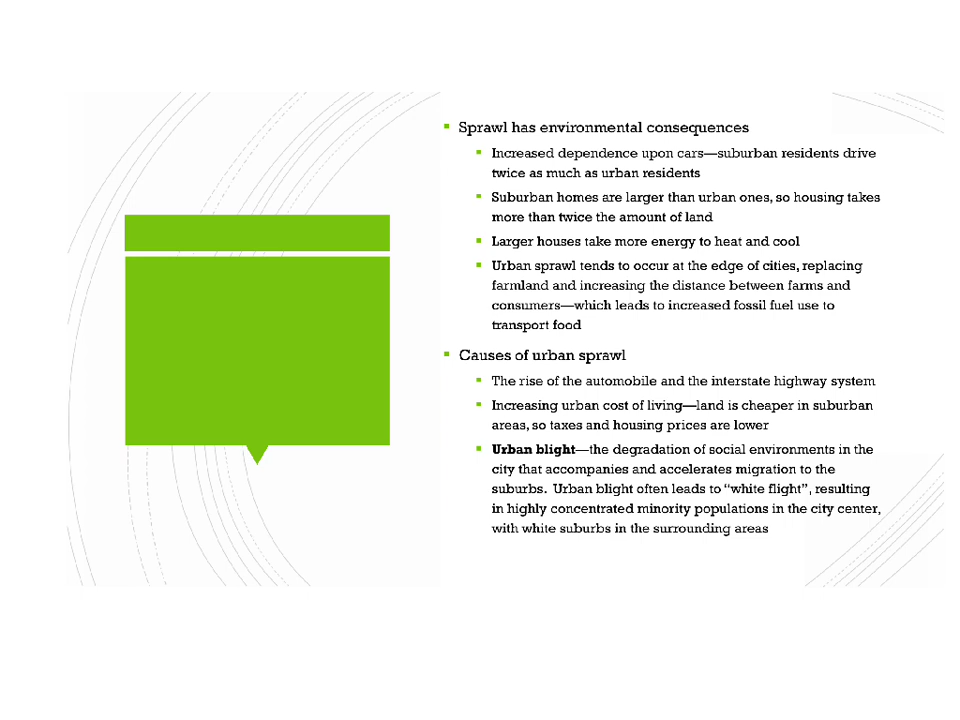 Sprawl has environmental consequences
Increased dependence upon cars—suburban residents drive
twice as much as urban residents
Suburban homes are larger than urban ones, so housing takes
more than twice the amount of land
Larger houses take more energy to heat and cool
Urban sprawl tends to occur at the edge of cities, replacing
farmland and increasing the distance between farms and
consumers—which leads to increased fossil fuel use to
transport food
Causes of urban sprawl
The rise of the automobile and the interstate highway system
Increasing urban cost of living—land is cheaper in suburban
areas, so taxes and housing prices are lower
Urban blight—the degradation of social environments in the
city that accompanies and accelerates migration to the
suburbs.  Urban blight often leads to “white flight”, resulting
in highly concentrated minority populations in the city center,
with white suburbs in the surrounding areas